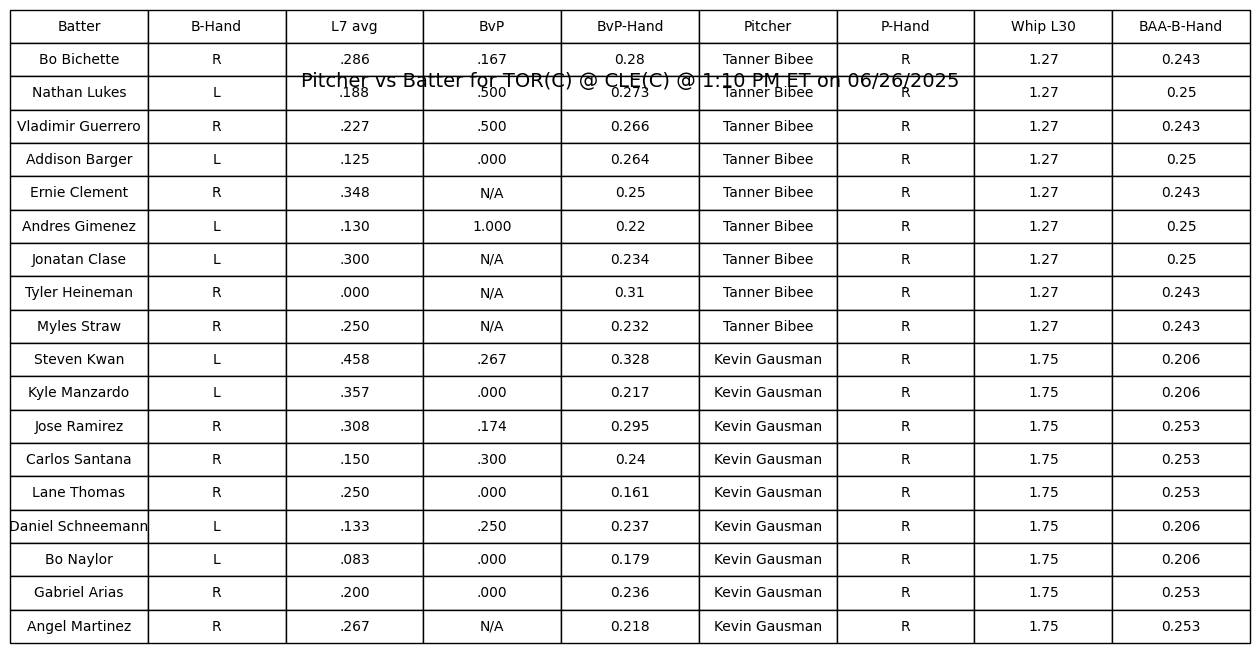 Batter B-Hand L7 avg BvP BvP-Hand Pitcher P-Hand Whip L30 BAA-B-Hand
Bo Bichette R .286 .167 0.28 Tanner Bibee R 1.27 0.243
Pitcher vs Batter for TOR(C) @ CLE(C) @ 1:10 PM ET on 06/26/2025
Nathan Lukes L .188 .500 0.273 Tanner Bibee R 1.27 0.25
Vladimir Guerrero R .227 .500 0.266 Tanner Bibee R 1.27 0.243
Addison Barger L .125 .000 0.264 Tanner Bibee R 1.27 0.25
Ernie Clement R .348 N/A 0.25 Tanner Bibee R 1.27 0.243
Andres Gimenez L .130 1.000 0.22 Tanner Bibee R 1.27 0.25
Jonatan Clase L .300 N/A 0.234 Tanner Bibee R 1.27 0.25
Tyler Heineman R .000 N/A 0.31 Tanner Bibee R 1.27 0.243
Myles Straw R .250 N/A 0.232 Tanner Bibee R 1.27 0.243
Steven Kwan L .458 .267 0.328 Kevin Gausman R 1.75 0.206
Kyle Manzardo L .357 .000 0.217 Kevin Gausman R 1.75 0.206
Jose Ramirez R .308 .174 0.295 Kevin Gausman R 1.75 0.253
Carlos Santana R .150 .300 0.24 Kevin Gausman R 1.75 0.253
Lane Thomas R .250 .000 0.161 Kevin Gausman R 1.75 0.253
Daniel Schneemann L .133 .250 0.237 Kevin Gausman R 1.75 0.206
Bo Naylor L .083 .000 0.179 Kevin Gausman R 1.75 0.206
Gabriel Arias R .200 .000 0.236 Kevin Gausman R 1.75 0.253
Angel Martinez R .267 N/A 0.218 Kevin Gausman R 1.75 0.253